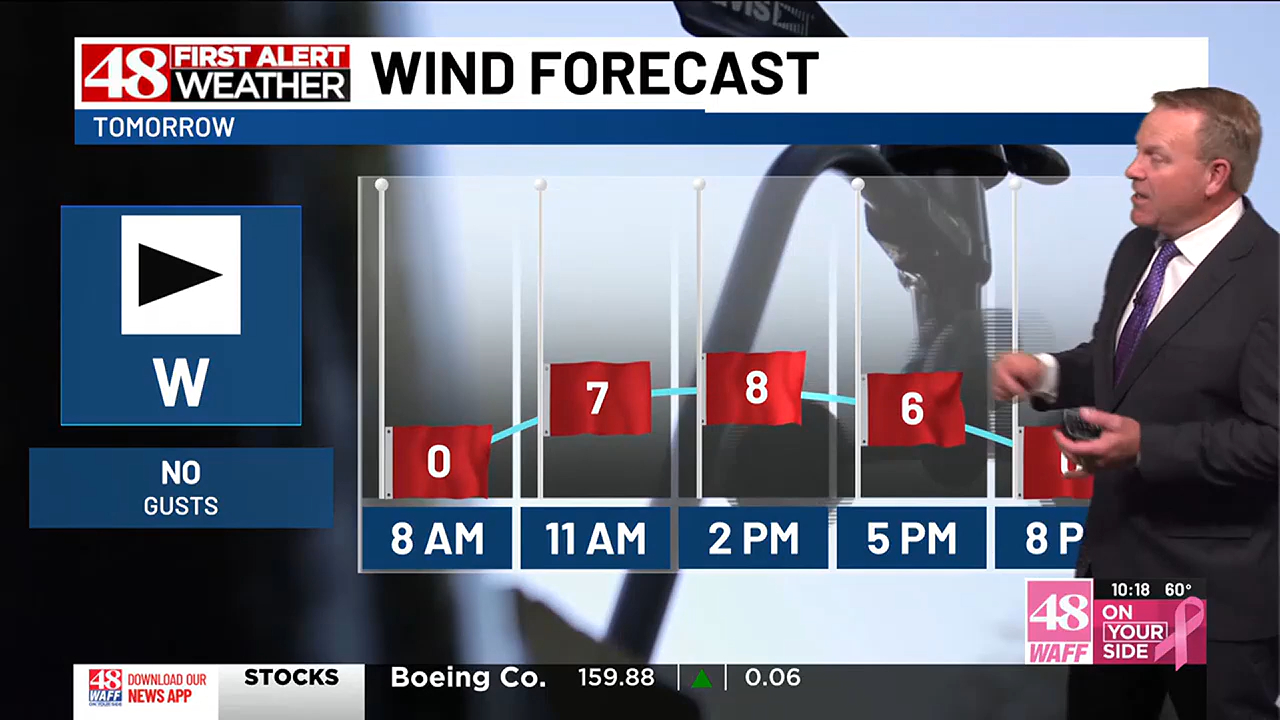 48 FIRST ALERT WEATHER
WIND FORECAST
TOMORROW
W
NO
GUSTS
0
7
8
6
8 AM
11 AM
2 PM
5 PM
8 P
48
WAFF
10:18 60°
ON
YOUR
SIDE
48
WAFF
DOWNLOAD OUR
NEWS APP
STOCKS
Boeing Co. 159.88 0.06